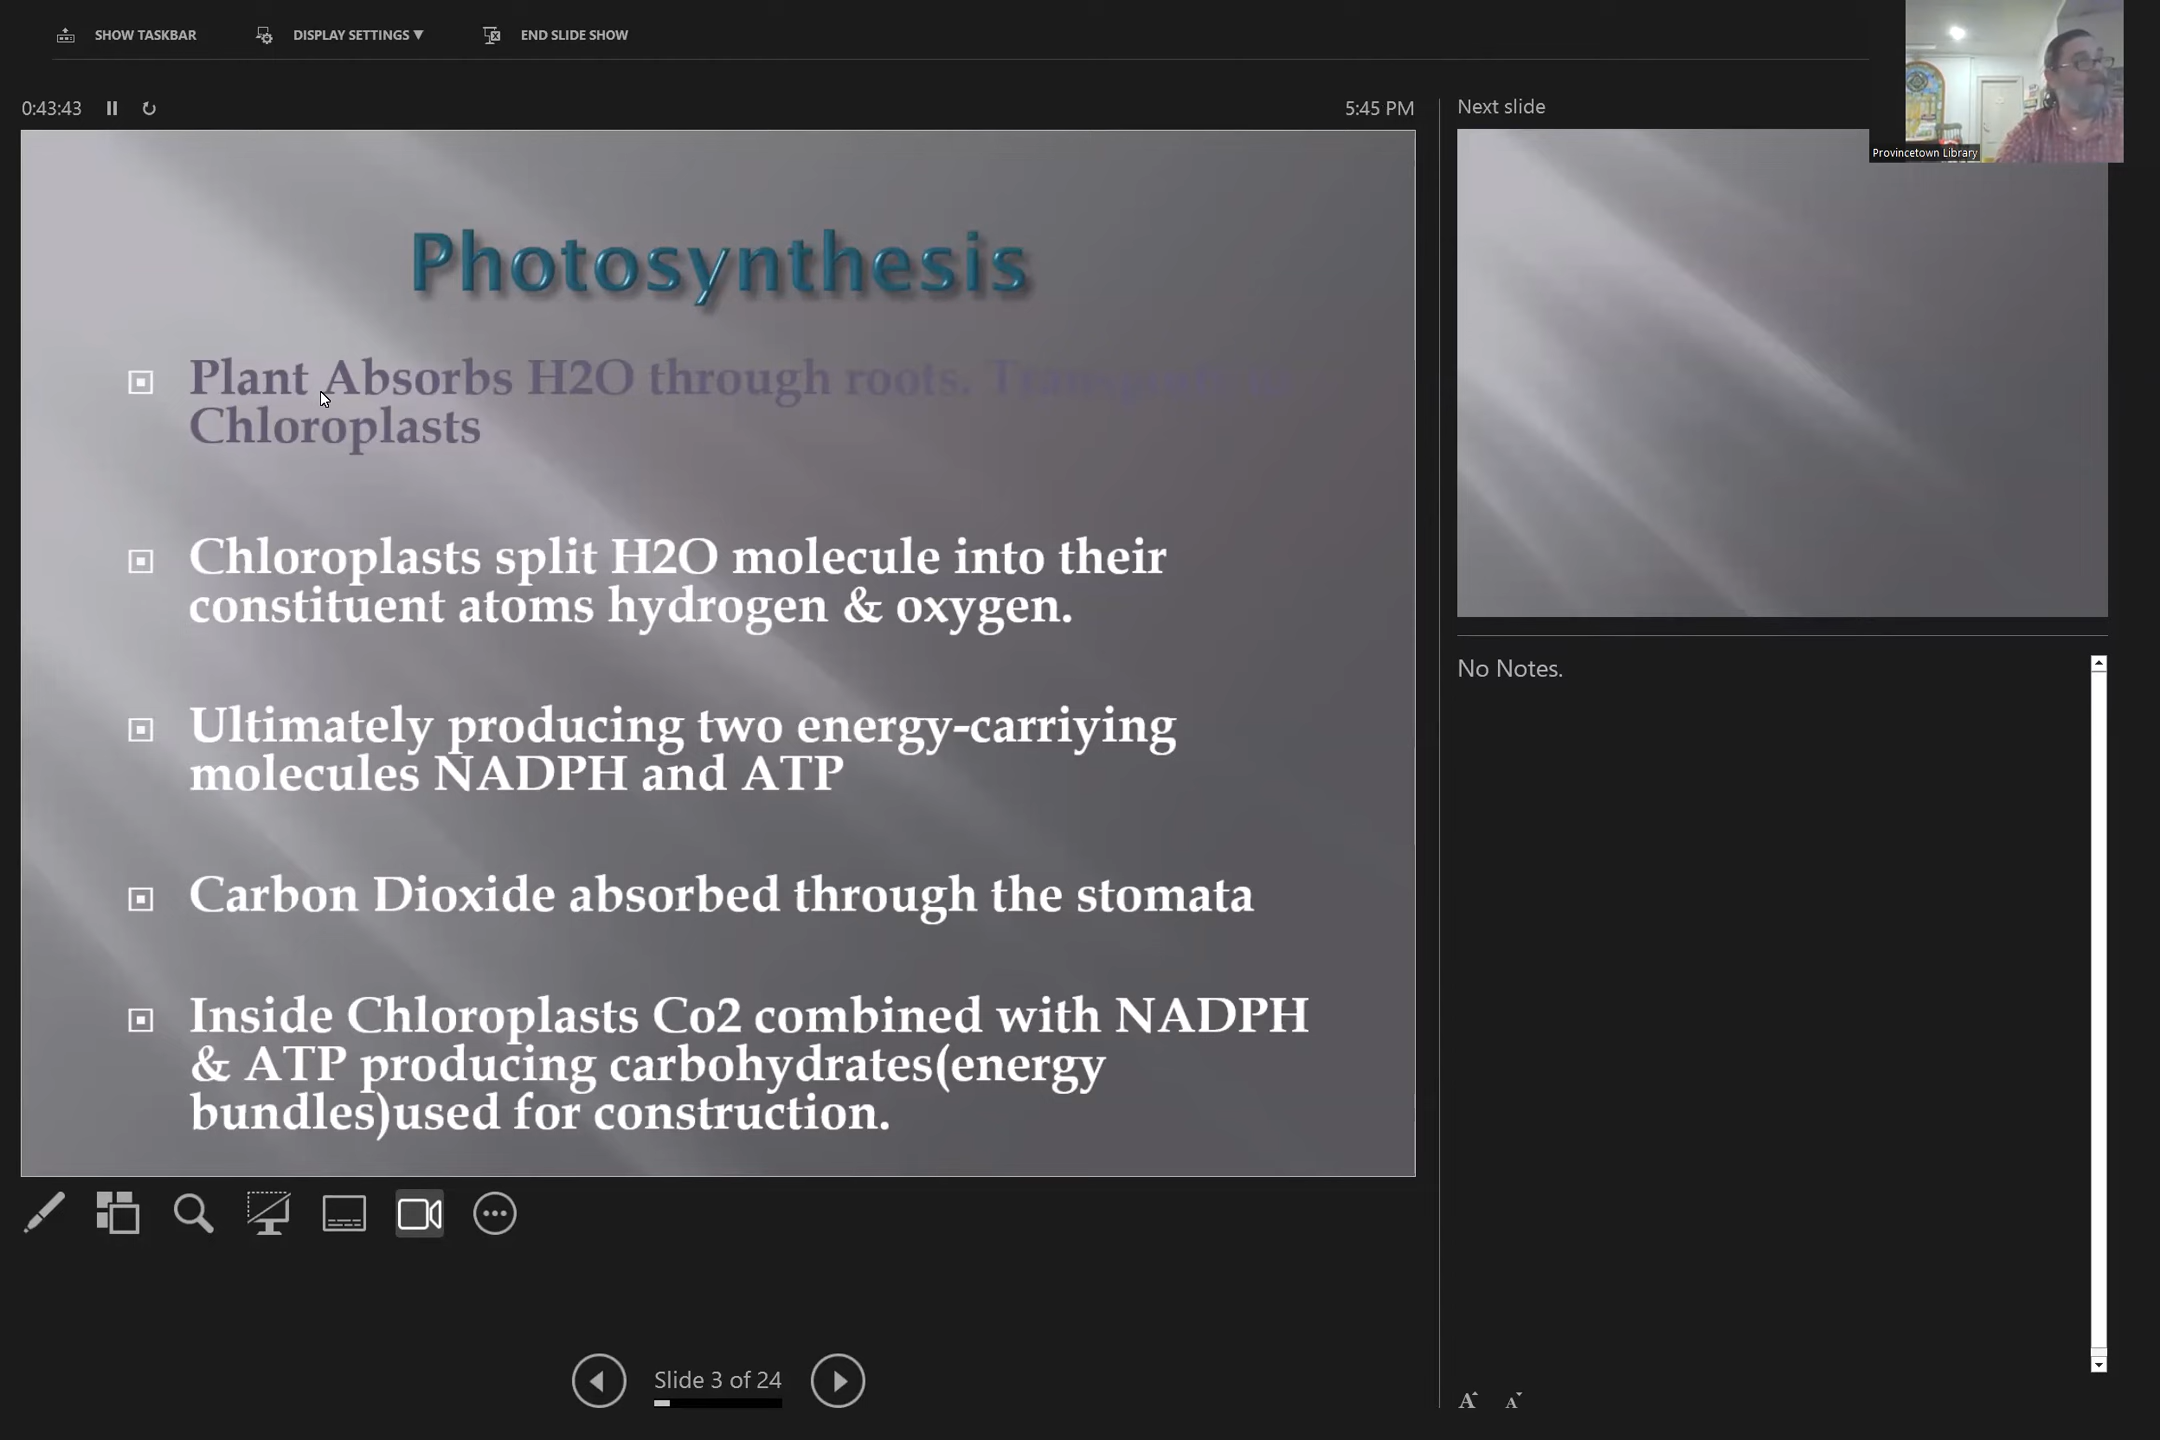 SHOW TASKBAR
DISPLAY SETTINGS ▼
END SLIDE SHOW
0:43:43
5:45 PM
Next slide
Provincetown Library
Photosynthesis
Plant Absorbs H2O through roots.
Chloroplasts
Chloroplasts split H2O molecule into their
constituent atoms hydrogen & oxygen.
Ultimately producing two energy-carriying
molecules NADPH and ATP
Carbon Dioxide absorbed through the stomata
Inside Chloroplasts Co2 combined with NADPH
& ATP producing carbohydrates(energy
bundles)used for construction.
No Notes.
Slide 3 of 24
A A